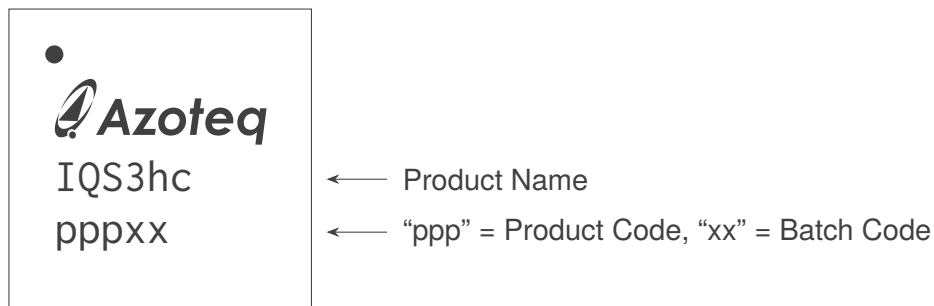 Azoteq
IQS3hc ← Product Name
pppxx ← “ppp” = Product Code, “xx” = Batch Code